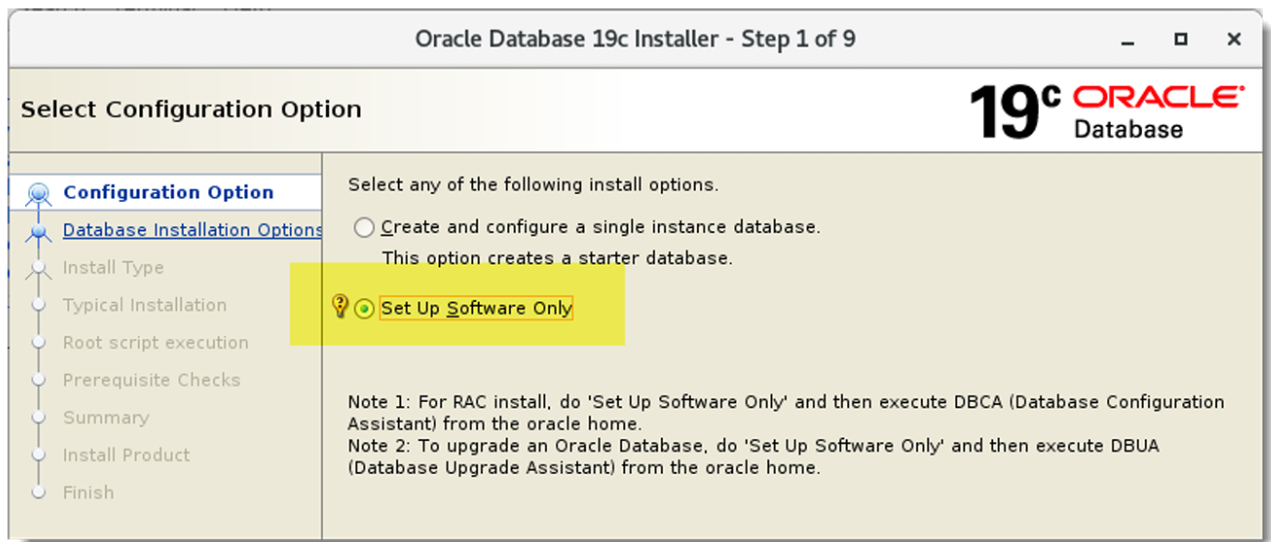 Oracle Database 19c Installer - Step 1 of 9
Select Configuration Option
19c ORACLE
Database
Configuration Option
Database Installation Options
Install Type
Typical Installation
Root script execution
Prerequisite Checks
Summary
Install Product
Finish
Select any of the following install options.
Create and configure a single instance database.
This option creates a starter database.
Set Up Software Only
Note 1: For RAC install, do 'Set Up Software Only' and then execute DBCA (Database Configuration
Assistant) from the oracle home.
Note 2: To upgrade an Oracle Database, do 'Set Up Software Only' and then execute DBUA
(Database Upgrade Assistant) from the oracle home.